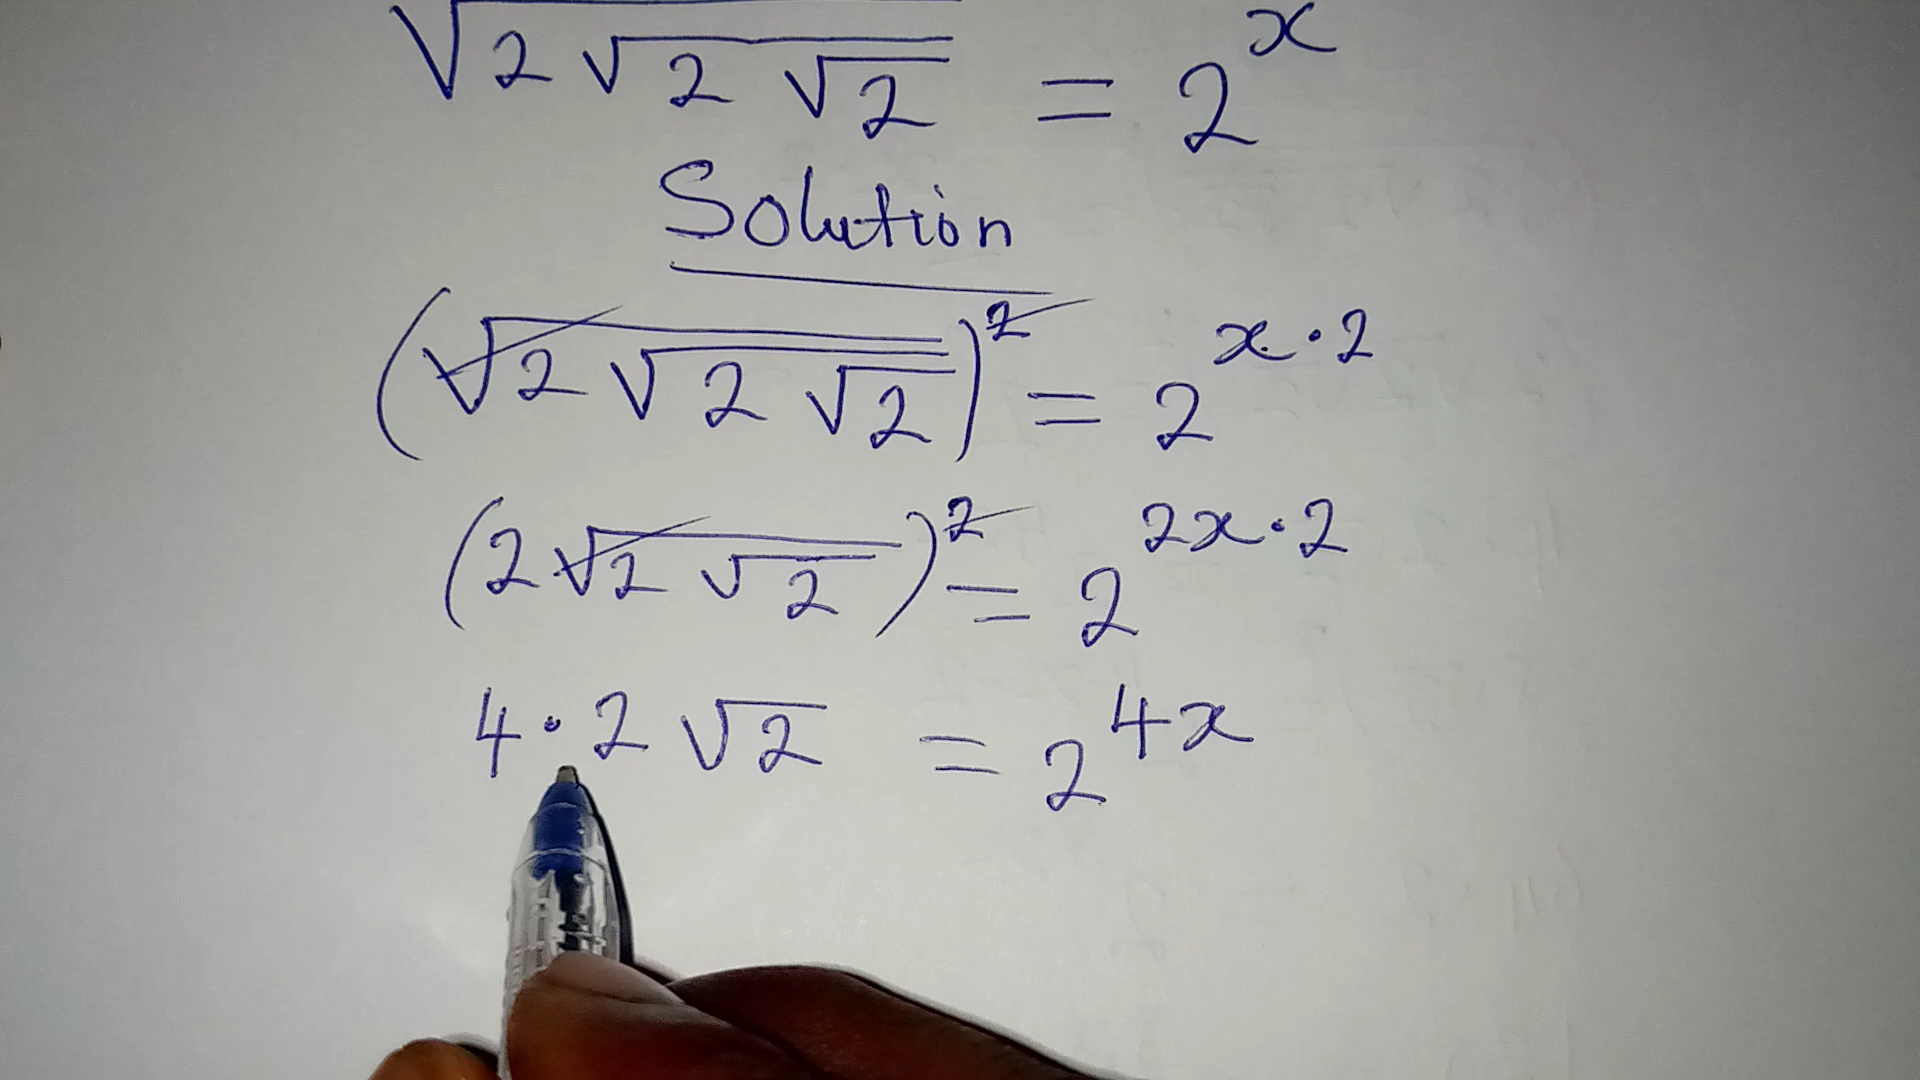 √(2√(2√2)) = 2^x
Solution
(√(2√(2√2)))^2 = 2^(x·2)
(2√(2√2))^2 = 2^(2x·2)
4·2√2 = 2^(4x)